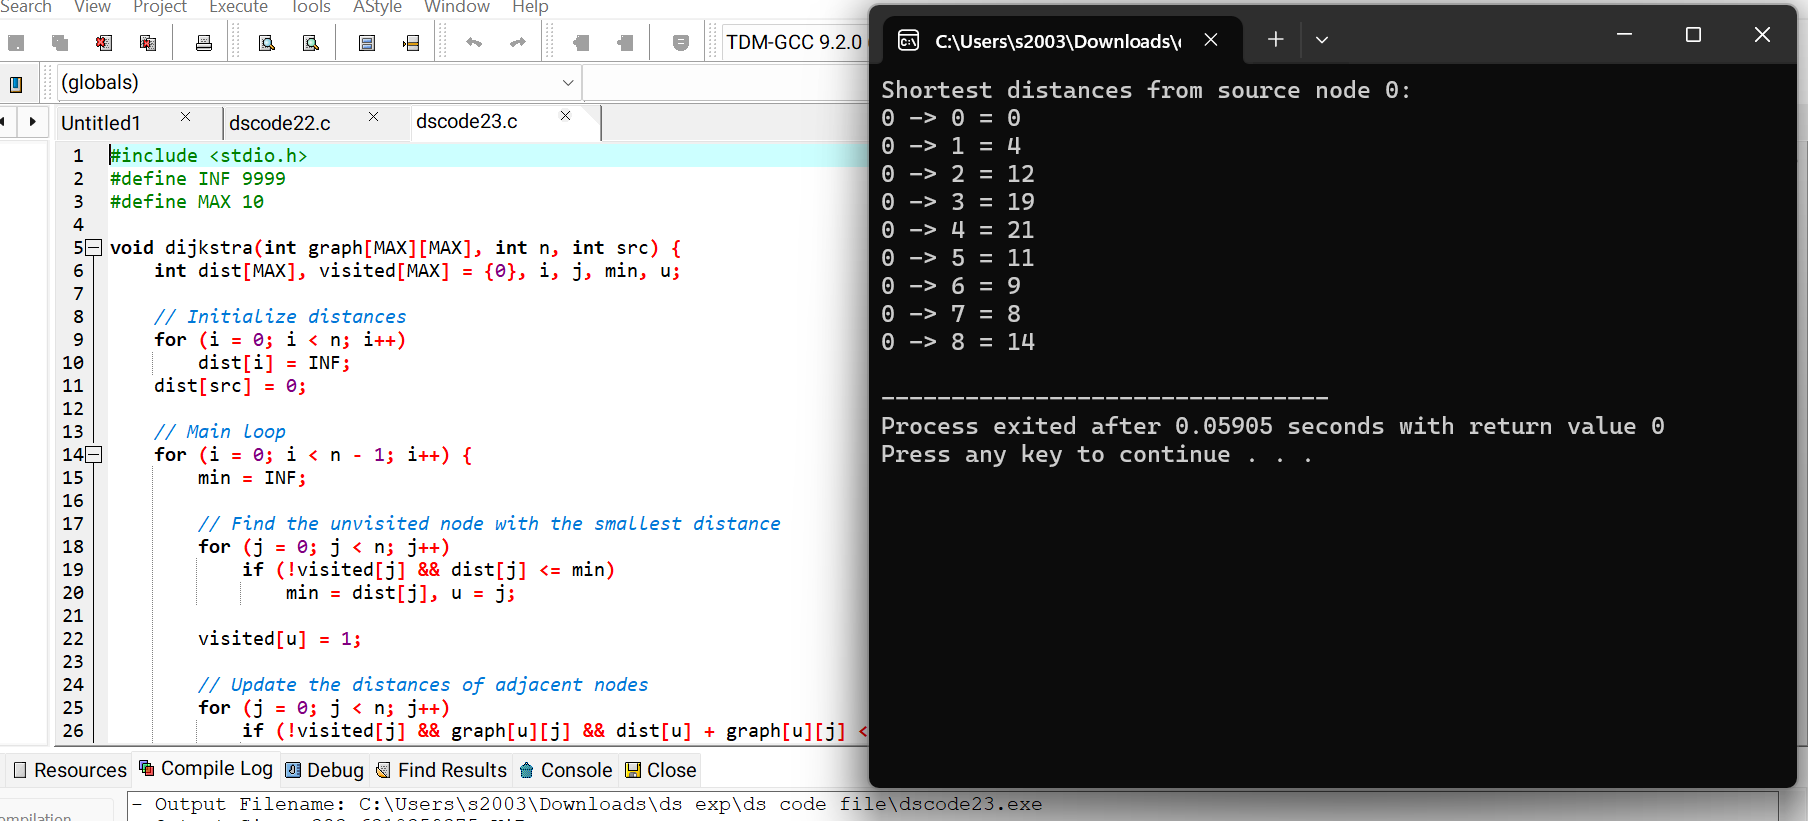 Search View Project Execute Tools AStyle Window Help
TDM-GCC 9.2.0
(globals)
Untitled1 dscode22.c dscode23.c
1 #include <stdio.h>
2 #define INF 9999
3 #define MAX 10
4
5 void dijkstra(int graph[MAX][MAX], int n, int src) {
6 int dist[MAX], visited[MAX] = {0}, i, j, min, u;
7
8 // Initialize distances
9 for (i = 0; i < n; i++)
10 dist[i] = INF;
11 dist[src] = 0;
12
13 // Main loop
14 for (i = 0; i < n - 1; i++) {
15 min = INF;
16
17 // Find the unvisited node with the smallest distance
18 for (j = 0; j < n; j++)
19 if (!visited[j] && dist[j] <= min)
20 min = dist[j], u = j;
21
22 visited[u] = 1;
23
24 // Update the distances of adjacent nodes
25 for (j = 0; j < n; j++)
26 if (!visited[j] && graph[u][j] && dist[u] + graph[u][j] <
C:\Users\s2003\Downloads\
Shortest distances from source node 0:
0 -> 0 = 0
0 -> 1 = 4
0 -> 2 = 12
0 -> 3 = 19
0 -> 4 = 21
0 -> 5 = 11
0 -> 6 = 9
0 -> 7 = 8
0 -> 8 = 14
--------------------------------
Process exited after 0.05905 seconds with return value 0
Press any key to continue . . .
Resources Compile Log Debug Find Results Console Close
- Output Filename: C:\Users\s2003\Downloads\ds exp\ds code file\dscode23.exe